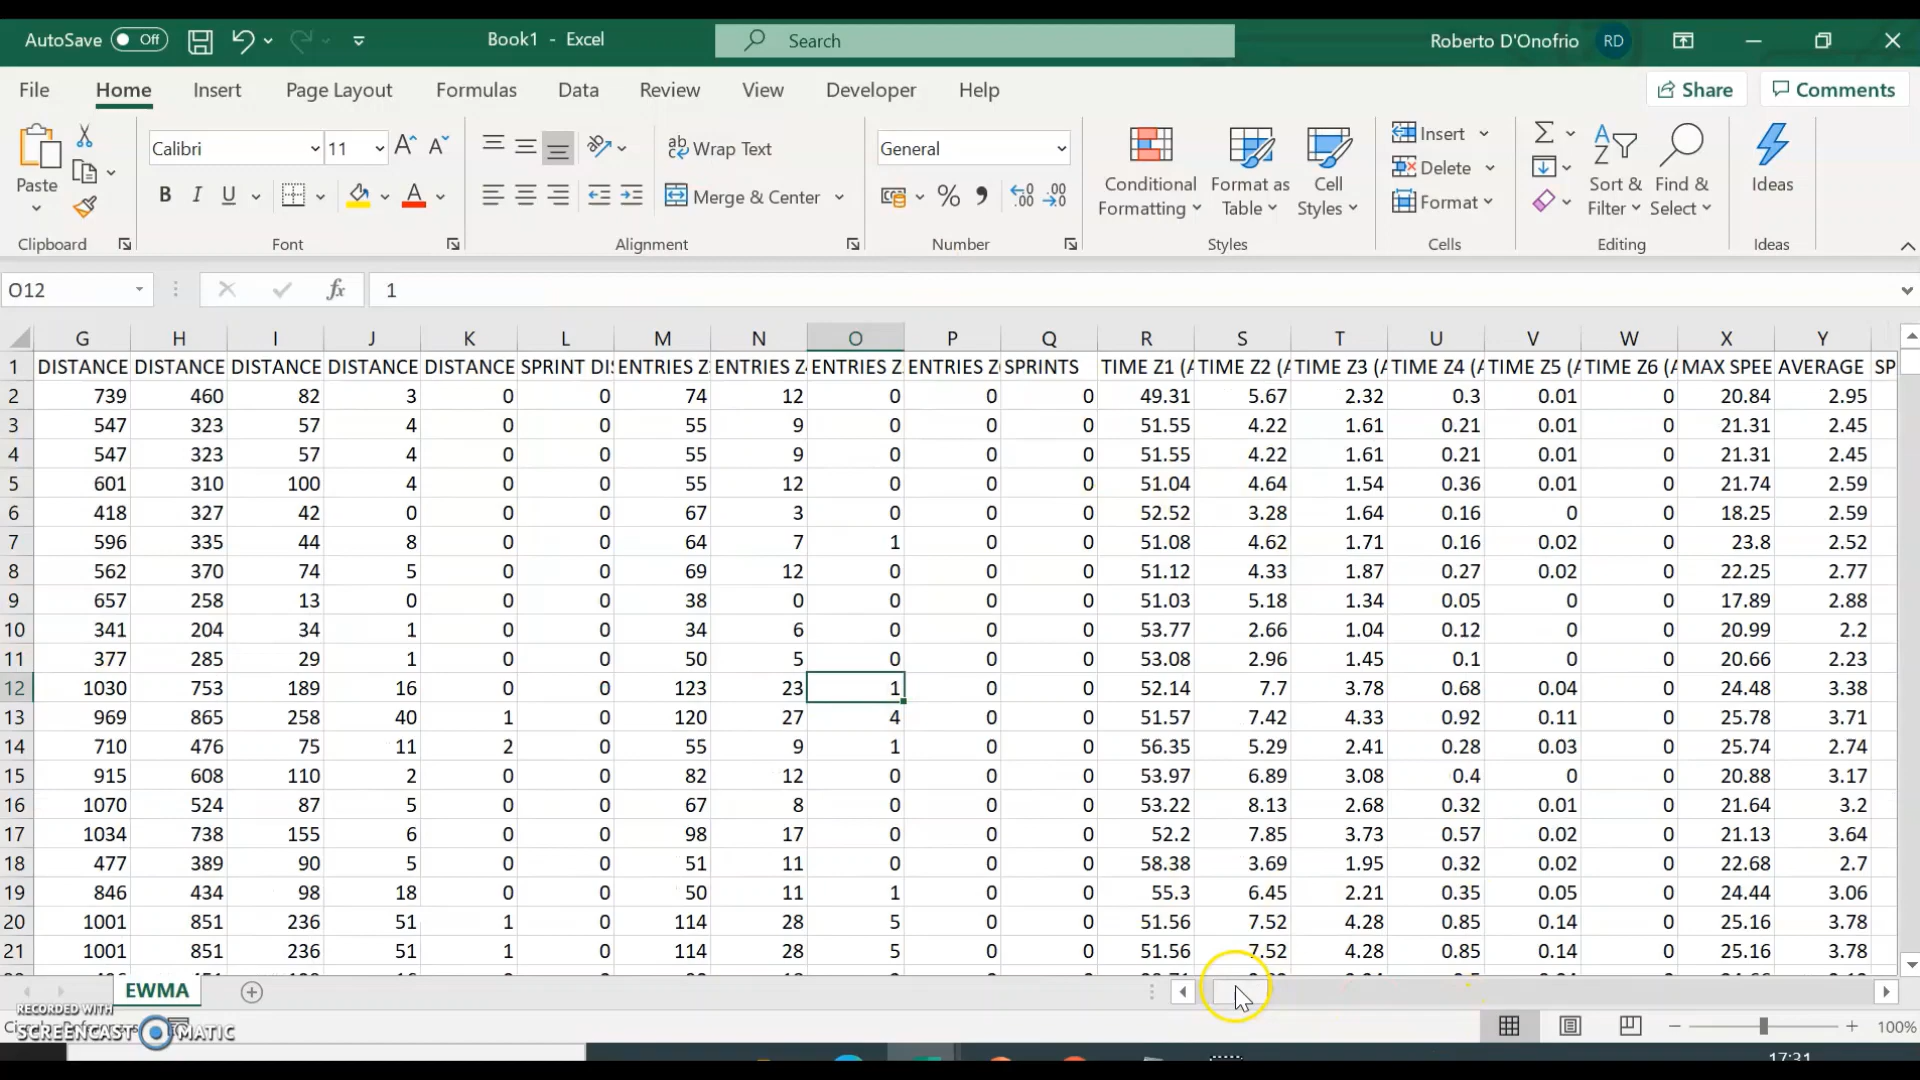 AutoSave Off Book1 - Excel Search Roberto D'Onofrio RD
File Home Insert Page Layout Formulas Data Review View Developer Help Share Comments
Calibri 11 Wrap Text General Insert
Paste Merge & Center Conditional Formatting Format as Table Cell Styles Delete Format Sort & Filter Find & Select Ideas
Clipboard Font Alignment Number Styles Cells Editing Ideas
O12 fx 1
G H I J K L M N O P Q R S T U V W X Y
1 DISTANCE DISTANCE DISTANCE DISTANCE DISTANCE SPRINT DIS ENTRIES Z ENTRIES Z4 ENTRIES Z ENTRIES Z SPRINTS TIME Z1 (A TIME Z2 (A TIME Z3 (A TIME Z4 (A TIME Z5 (A TIME Z6 (A MAX SPEE AVERAGE SP
2 739 460 82 3 0 0 74 12 0 0 0 49.31 5.67 2.32 0.3 0.01 0 20.84 2.95
3 547 323 57 4 0 0 55 9 0 0 0 51.55 4.22 1.61 0.21 0.01 0 21.31 2.45
4 547 323 57 4 0 0 55 9 0 0 0 51.55 4.22 1.61 0.21 0.01 0 21.31 2.45
5 601 310 100 4 0 0 55 12 0 0 0 51.04 4.64 1.54 0.36 0.01 0 21.74 2.59
6 418 327 42 0 0 0 67 3 0 0 0 52.52 3.28 1.64 0.16 0 0 18.25 2.59
7 596 335 44 8 0 0 64 7 1 0 0 51.08 4.62 1.71 0.16 0.02 0 23.8 2.52
8 562 370 74 5 0 0 69 12 0 0 0 51.12 4.33 1.87 0.27 0.02 0 22.25 2.77
9 657 258 13 0 0 0 38 0 0 0 0 51.03 5.18 1.34 0.05 0 0 17.89 2.88
10 341 204 34 1 0 0 34 6 0 0 0 53.77 2.66 1.04 0.12 0 0 20.99 2.2
11 377 285 29 1 0 0 50 5 0 0 0 53.08 2.96 1.45 0.1 0 0 20.66 2.23
12 1030 753 189 16 0 0 123 23 1 0 0 52.14 7.7 3.78 0.68 0.04 0 24.48 3.38
13 969 865 258 40 1 0 120 27 4 0 0 51.57 7.42 4.33 0.92 0.11 0 25.78 3.71
14 710 476 75 11 2 0 55 9 1 0 0 56.35 5.29 2.41 0.28 0.03 0 25.74 2.74
15 915 608 110 2 0 0 82 12 0 0 0 53.97 6.89 3.08 0.4 0 0 20.88 3.17
16 1070 524 87 5 0 0 67 8 0 0 0 53.22 8.13 2.68 0.32 0.01 0 21.64 3.2
17 1034 738 155 6 0 0 98 17 0 0 0 52.2 7.85 3.73 0.57 0.02 0 21.13 3.64
18 477 389 90 5 0 0 51 11 0 0 0 58.38 3.69 1.95 0.32 0.02 0 22.68 2.7
19 846 434 98 18 0 0 50 11 1 0 0 55.3 6.45 2.21 0.35 0.05 0 24.44 3.06
20 1001 851 236 51 1 0 114 28 5 0 0 51.56 7.52 4.28 0.85 0.14 0 25.16 3.78
21 1001 851 236 51 1 0 114 28 5 0 0 51.56 7.52 4.28 0.85 0.14 0 25.16 3.78
EWMA
RECORDED WITH
SCREENCAST MATIC
100%
17:31